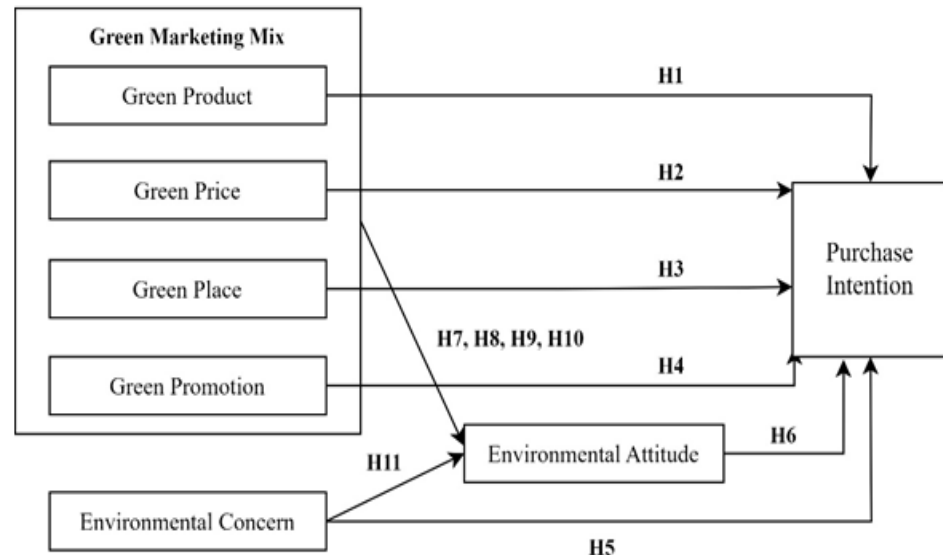 Green Marketing Mix
Green Product
H1
Green Price
H2
Green Place
H3
Purchase
Intention
H7, H8, H9, H10
Green Promotion
H4
Environmental Attitude
H6
H11
Environmental Concern
H5